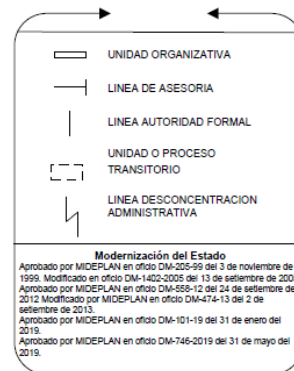 UNIDAD ORGANIZATIVA
LINEA DE ASESORIA
LINEA AUTORIDAD FORMAL
UNIDAD O PROCESO
TRANSITORIO
LINEA DESCONCENTRACION
ADMINISTRATIVA
Modernización del Estado
Aprobado por MIDEPLAN en oficio DM-205-99 del 3 de noviembre de
1999. Modificado en oficio DM-1402-2005 del 13 de setiembre de 200
Aprobado por MIDEPLAN en oficio DM-558-12 del 24 de setiembre de
2012 Modificado por MIDEPLAN en oficio DM-474-13 del 2 de
setiembre de 2013.
Aprobado por MIDEPLAN en oficio DM-101-19 del 31 de enero del
2019.
Aprobado por MIDEPLAN en oficio DM-746-2019 del 31 de mayo del
2019.